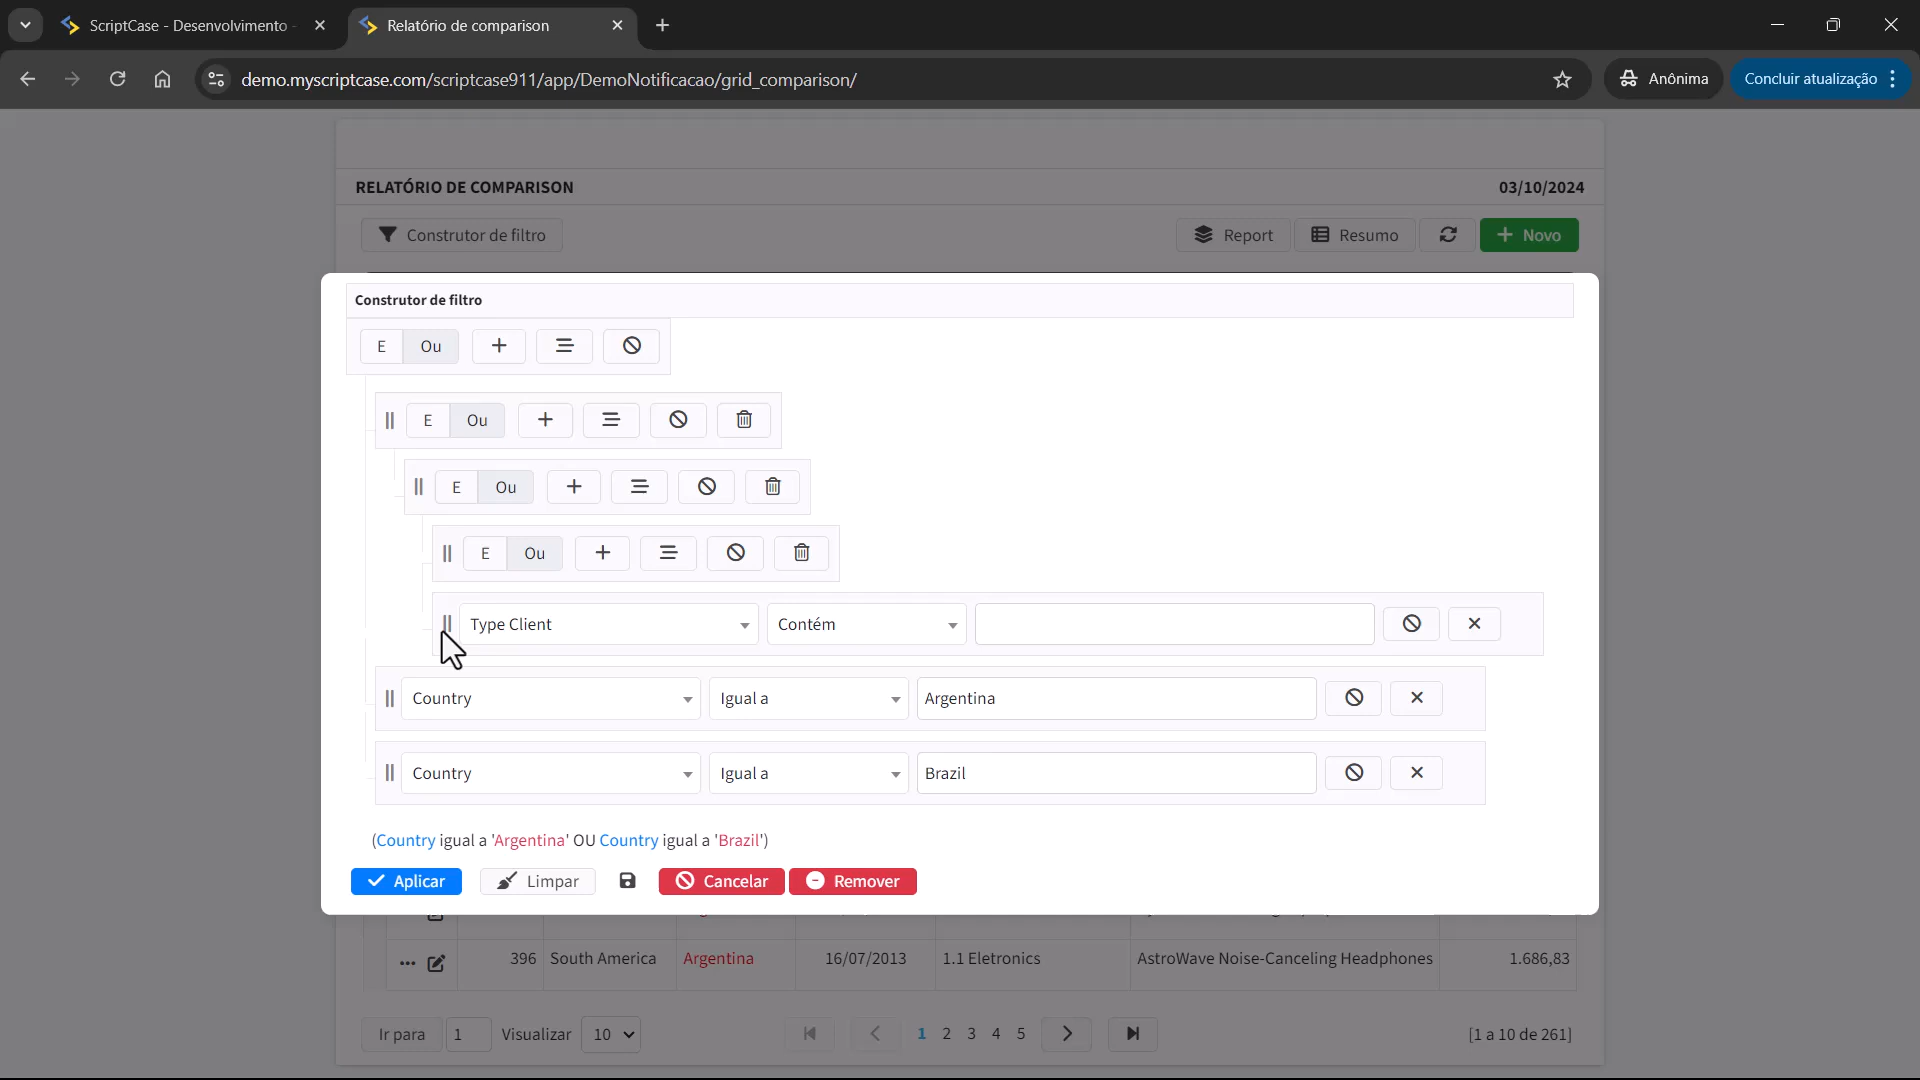 ScriptCase - Desenvolvimento -
Relatório de comparison
demo.myscriptcase.com/scriptcase911/app/DemoNotificacao/grid_comparison/
Anônima
Concluir atualização
RELATÓRIO DE COMPARISON
03/10/2024
Construtor de filtro
Report
Resumo
Novo
Construtor de filtro
E Ou
E Ou
E Ou
E Ou
Type Client Contém
Country Igual a Argentina
Country Igual a Brazil
(Country igual a 'Argentina' OU Country igual a 'Brazil')
Aplicar Limpar Cancelar Remover
396 South America Argentina 16/07/2013 1.1 Eletronics AstroWave Noise-Canceling Headphones 1.686,83
Ir para 1 Visualizar 10 1 2 3 4 5 [1 a 10 de 261]